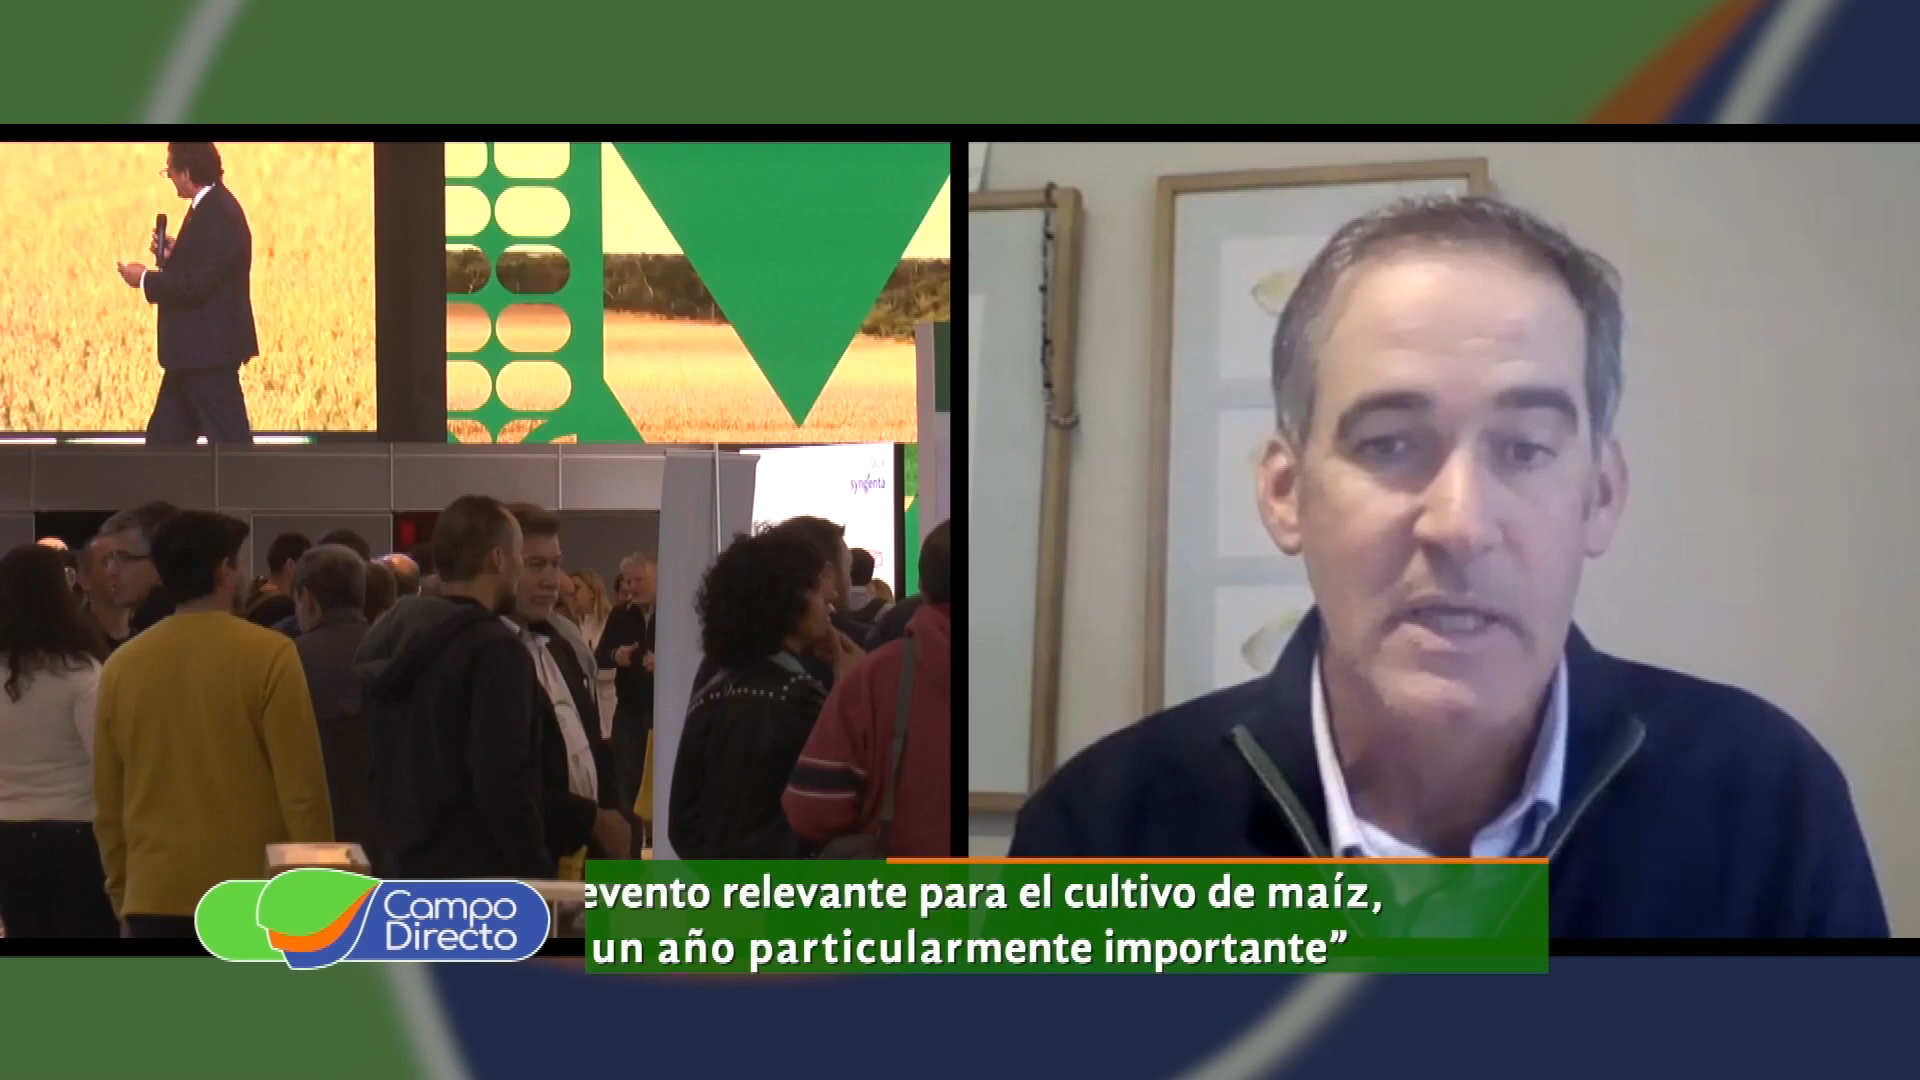 syngenta
Campo
Directo
evento relevante para el cultivo de maíz,
un año particularmente importante”